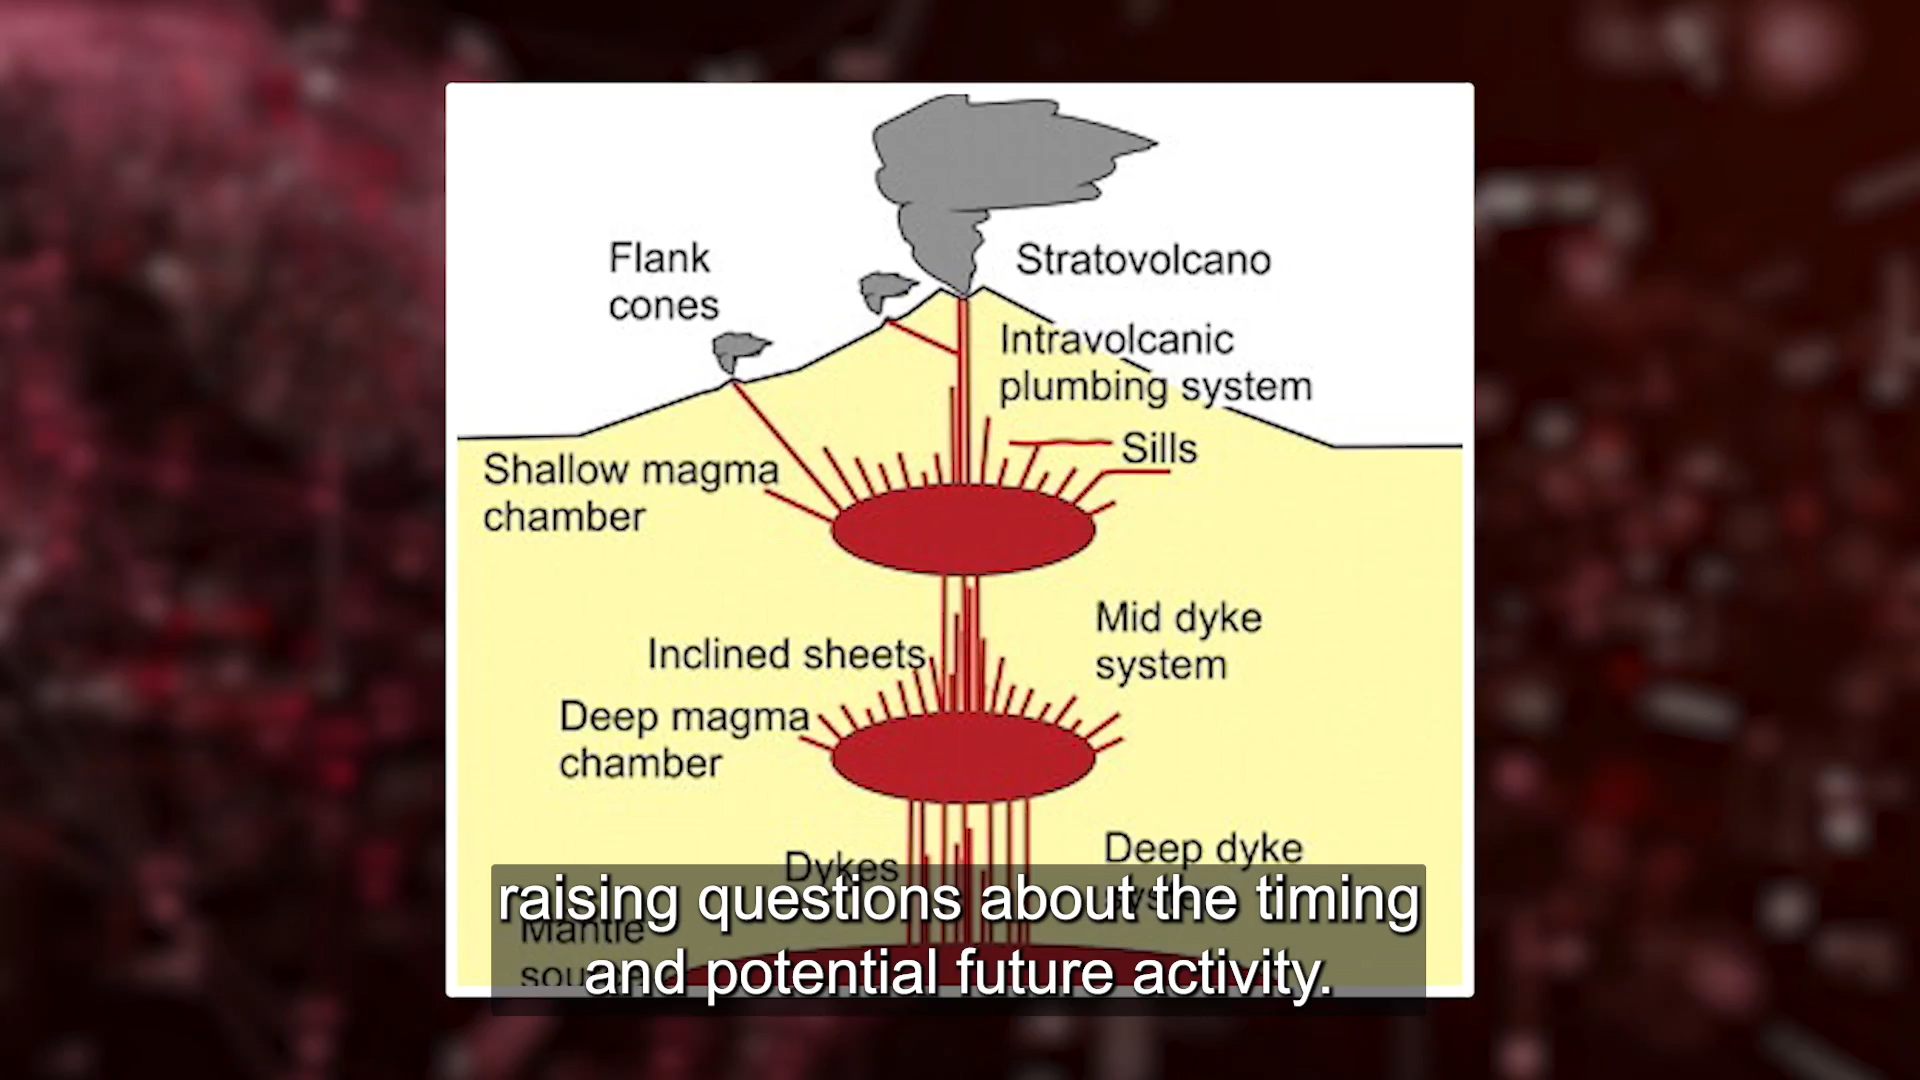 Flank
cones
Stratovolcano
Intravolcanic
plumbing system
Sills
Shallow magma
chamber
Mid dyke
system
Inclined sheets
Deep magma
chamber
Deep dyke
Dykes
Mantle
raising questions about the timing
and potential future activity.